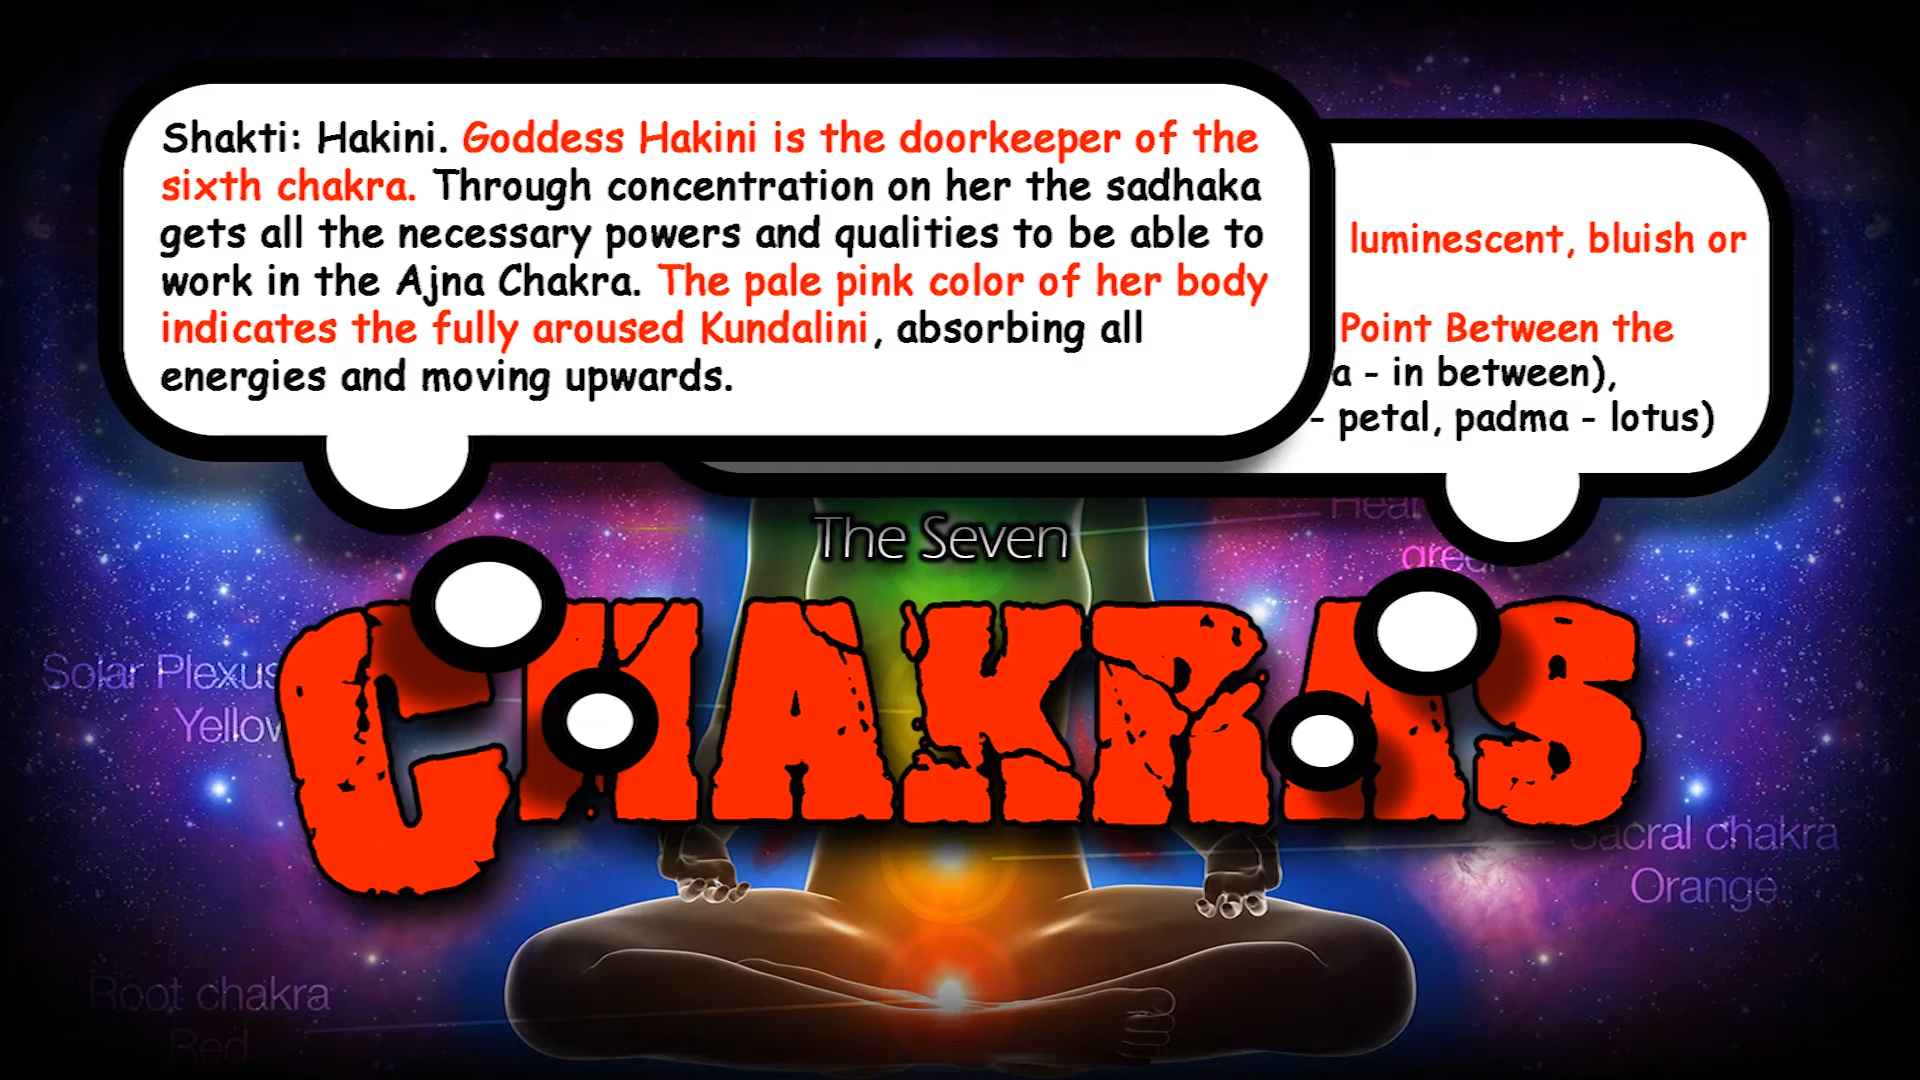 Shakti: Hakini. Goddess Hakini is the doorkeeper of the
sixth chakra. Through concentration on her the sadhaka
gets all the necessary powers and qualities to be able to
work in the Ajna Chakra. The pale pink color of her body
indicates the fully aroused Kundalini, absorbing all
energies and moving upwards.
luminescent, bluish or
Point Between the
a - in between),
- petal, padma - lotus)
The Seven
CHAKRAS
Solar Plexus
Yellow
Sacral chakra
Orange
Root chakra
Red